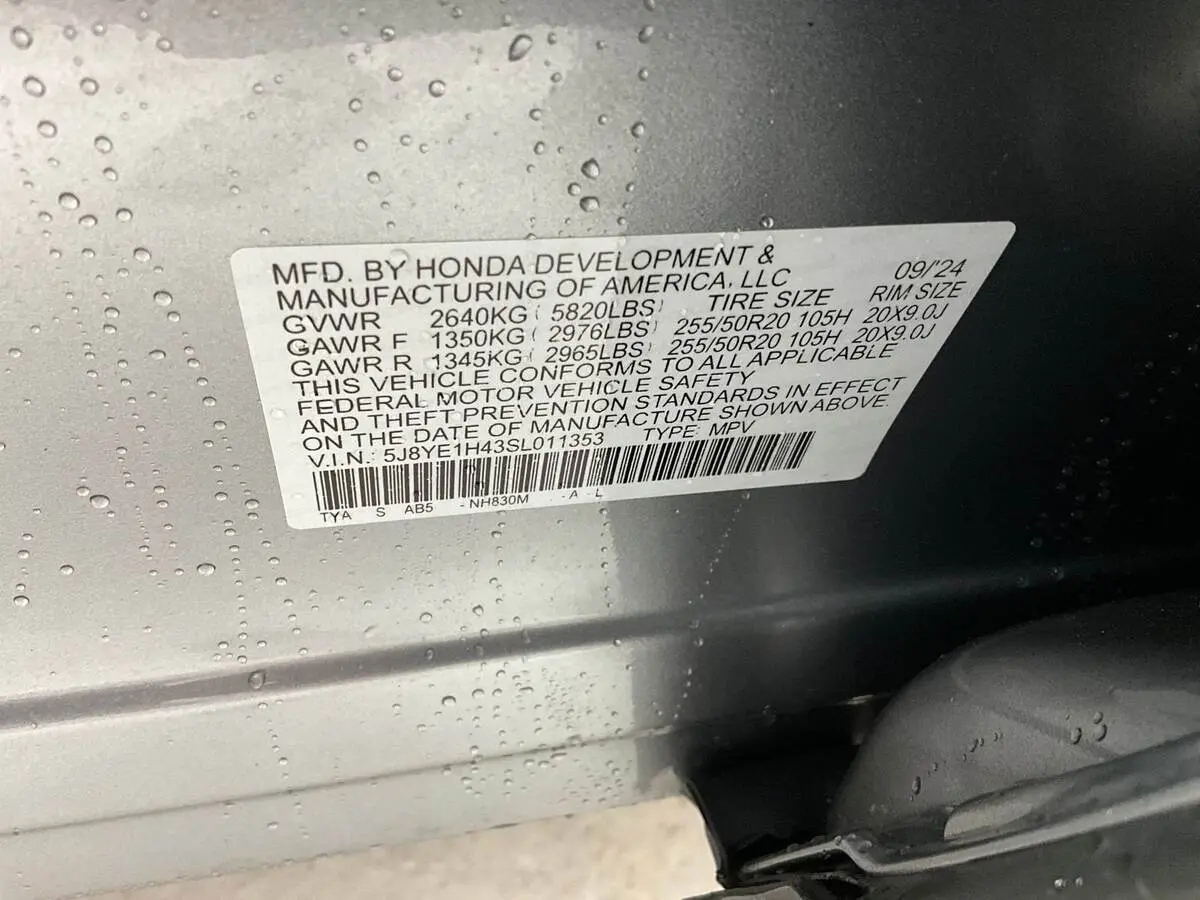 MFD. BY HONDA DEVELOPMENT &
MANUFACTURING OF AMERICA, LLC 09/'24
GVWR 2640KG ( 5820LBS) TIRE SIZE RIM SIZE
GAWR F 1350KG ( 2976LBS) 255/50R20 105H 20X9.0J
GAWR R 1345KG ( 2965LBS) 255/50R20 105H 20X9.0J
THIS VEHICLE CONFORMS TO ALL APPLICABLE
FEDERAL MOTOR VEHICLE SAFETY
AND THEFT PREVENTION STANDARDS IN EFFECT
ON THE DATE OF MANUFACTURE SHOWN ABOVE.
V.I.N.: 5J8YE1H43SL011353 TYPE: MPV
TYA S AB5 -NH830M -A -L